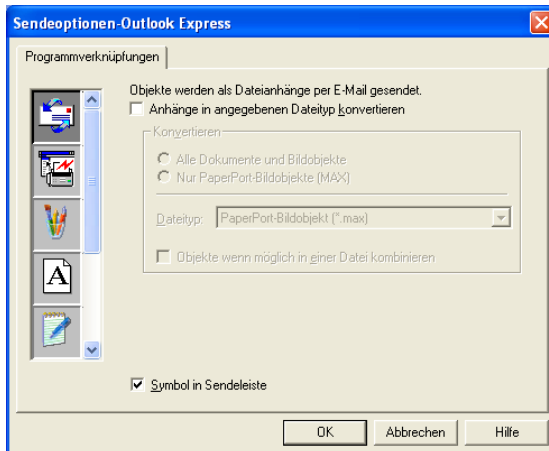 Sendeoptionen-Outlook Express
Programmverknüpfungen
Objekte werden als Dateianhänge per E-Mail gesendet.
Anhänge in angegebenen Dateityp konvertieren
Konvertieren
Alle Dokumente und Bildobjekte
Nur PaperPort-Bildobjekte (MAX)
Dateityp: PaperPort-Bildobjekt (*.max)
Objekte wenn möglich in einer Datei kombinieren
A
Symbol in Sendeleiste
OK Abbrechen Hilfe